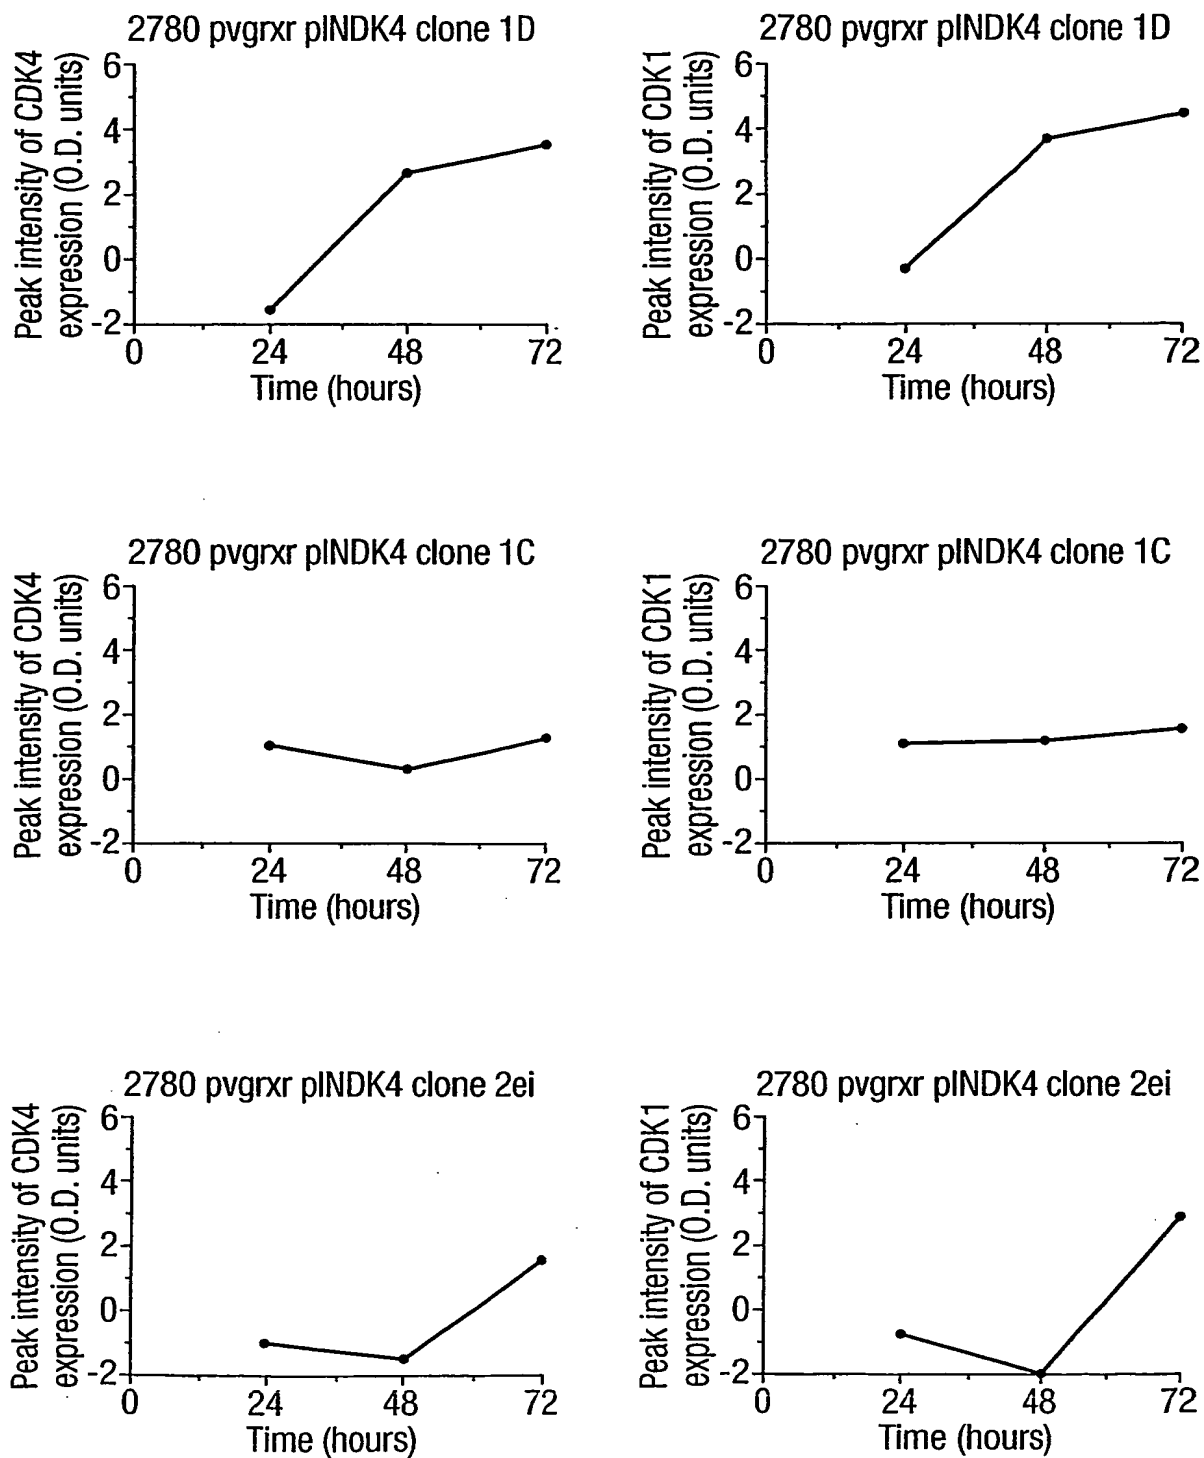 2780 pvgrxr pINDK4 clone 1D
Peak intensity of CDK4
expression (O.D. units)
6
4
2
0
-2
0 24 48 72
Time (hours)
2780 pvgrxr pINDK4 clone 1D
Peak intensity of CDK1
expression (O.D. units)
6
4
2
0
-2
0 24 48 72
Time (hours)
2780 pvgrxr pINDK4 clone 1C
Peak intensity of CDK4
expression (O.D. units)
6
4
2
0
-2
0 24 48 72
Time (hours)
2780 pvgrxr pINDK4 clone 1C
Peak intensity of CDK1
expression (O.D. units)
6
4
2
0
-2
0 24 48 72
Time (hours)
2780 pvgrxr pINDK4 clone 2ei
Peak intensity of CDK4
expression (O.D. units)
6
4
2
0
-2
0 24 48 72
Time (hours)
2780 pvgrxr pINDK4 clone 2ei
Peak intensity of CDK1
expression (O.D. units)
6
4
2
0
-2
0 24 48 72
Time (hours)